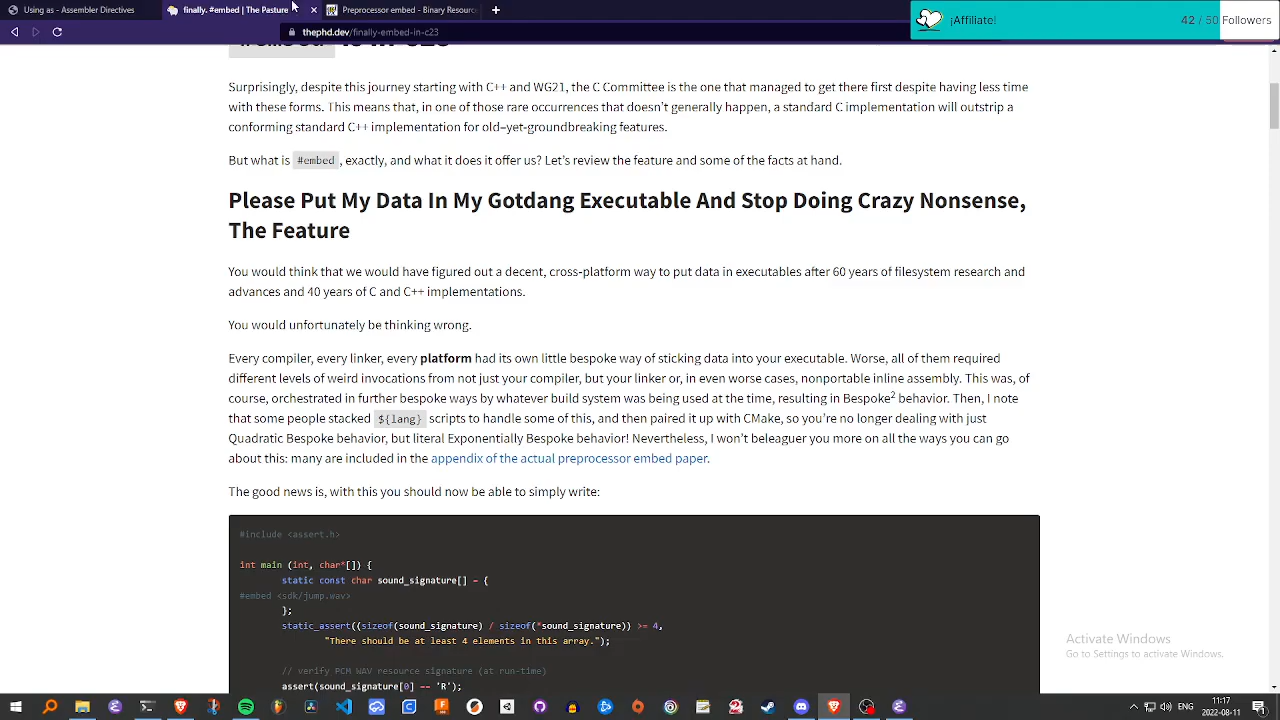 Using as - Assembler Directives
finally. #embed | The Pasture
Preprocessor embed - Binary Resourc
thephd.dev/finally-embed-in-c23
¡Affiliate!
42 / 50 Followers
Surprisingly, despite this journey starting with C++ and WG21, the C Committee is the one that managed to get there first despite having less time
with these forms. This means that, in one of those rare occurrences that doesn't generally happen, a standard C implementation will outstrip a
conforming standard C++ implementation for old-yet-groundbreaking features.
But what is #embed, exactly, and what it does it offer us? Let's review the feature and some of the facts at hand.
Please Put My Data In My Gotdang Executable And Stop Doing Crazy Nonsense,
The Feature
You would think that we would have figured out a decent, cross-platform way to put data in executables after 60 years of filesystem research and
advances and 40 years of C and C++ implementations.
You would unfortunately be thinking wrong.
Every compiler, every linker, every platform had its own little bespoke way of sticking data into your executable. Worse, all of them required
different levels of weird invocations from not just your compiler, but your linker or, in even worse cases, nonportable inline assembly. This was, of
course, orchestrated in further bespoke ways by whatever build system was being used at the time, resulting in Bespoke² behavior. Then, I note
that some people stacked ${lang} scripts to handle some of this, and then paired it up with CMake, so you're no longer dealing with just
Quadratic Bespoke behavior, but literal Exponentially Bespoke behavior! Nevertheless, I won't beleaguer you more on all the ways you can go
about this: many are included in the appendix of the actual preprocessor embed paper.
The good news is, with this you should now be able to simply write:
#include <assert.h>
int main (int, char*[]) {
static const char sound_signature[] = {
#embed <sdk/jump.wav>
};
static_assert((sizeof(sound_signature) / sizeof(*sound_signature)) >= 4,
"There should be at least 4 elements in this array.");
// verify PCM WAV resource signature (at run-time)
assert(sound_signature[0] == 'R');
Activate Windows
Go to Settings to activate Windows.
ENG
11:17
2022-08-11